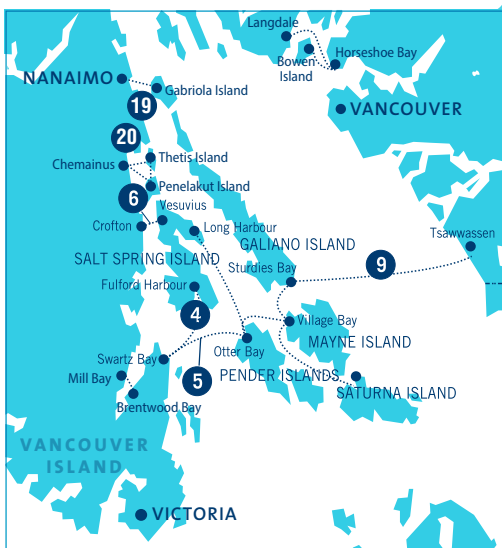 Langdale
Bowen
Island
Horseshoe Bay
NANAIMO
Gabriola Island
VANCOUVER
19
20
Chemainus
Thetis Island
Penelakut Island
6
Vesuvius
Crofton
Long Harbour
GALIANO ISLAND
Tsawwassen
SALT SPRING ISLAND
9
Sturdies Bay
Fulford Harbour
4
Village Bay
MAYNE ISLAND
Otter Bay
Swartz Bay
5
PENDER ISLANDS
SATURNA ISLAND
Mill Bay
Brentwood Bay
VANCOUVER
ISLAND
VICTORIA